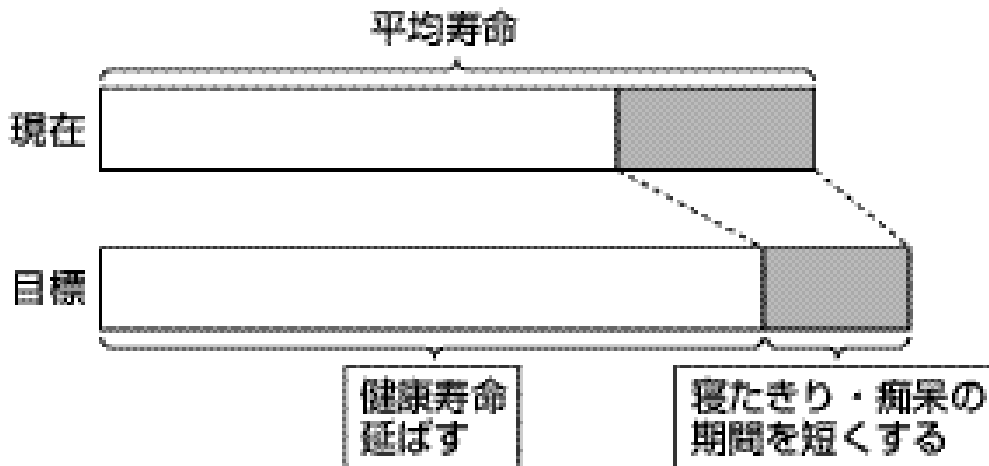 平均寿命
現在
目標
健康寿命
延ばす
寝たきり・痴呆の
期間を短くする